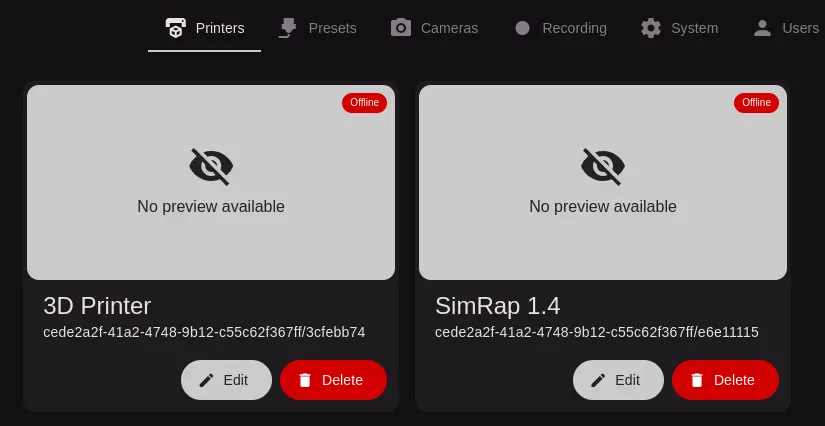 Printers Presets Cameras Recording System Users
Offline Offline
No preview available No preview available
3D Printer SimRap 1.4
cede2a2f-41a2-4748-9b12-c55c62f367ff/3cfebb74 cede2a2f-41a2-4748-9b12-c55c62f367ff/e6e11115
Edit Delete Edit Delete